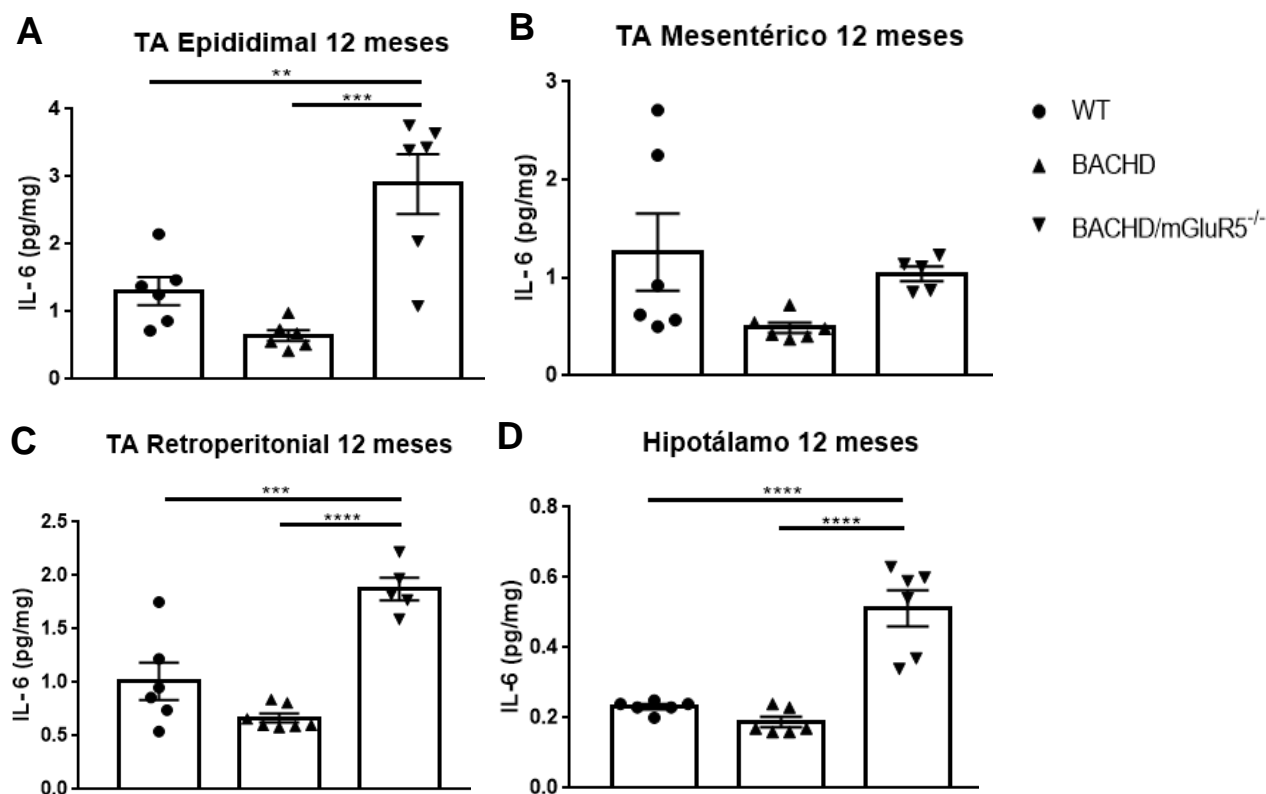 A
TA Epididimal 12 meses
**
***
4
3
2
1
0
IL- 6 (pg/mg)
B
TA Mesentérico 12 meses
3
2
1
0
IL- 6 (pg/mg)
WT
BACHD
BACHD/mGluR5-/-
C
TA Retroperitonial 12 meses
***
****
2.5
2.0
1.5
1.0
0.5
0.0
IL- 6 (pg/mg)
D
Hipotálamo 12 meses
****
****
0.8
0.6
0.4
0.2
0.0
IL-6 (pg/mg)